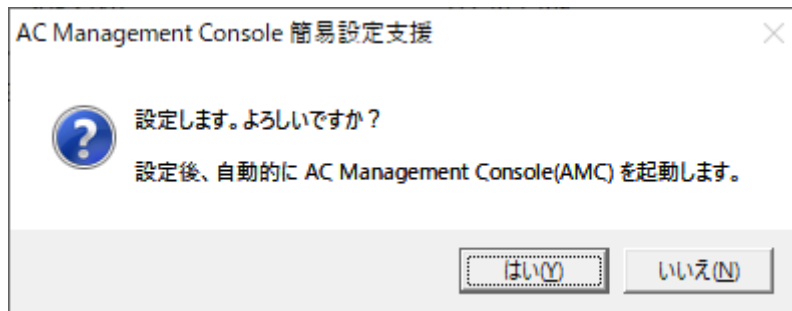 AC Management Console 簡易設定支援
設定します。よろしいですか？
設定後、自動的に AC Management Console(AMC) を起動します。
はい(Y)
いいえ(N)